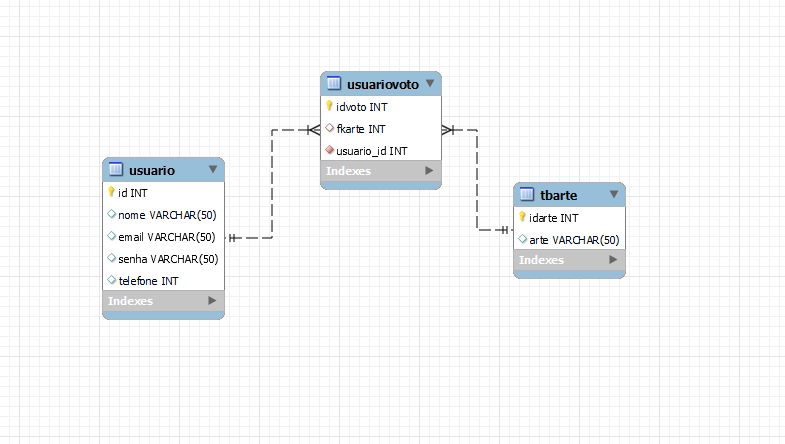 usuariovoto
idvoto INT
fkarte INT
usuario_id INT
Indexes
usuario
id INT
nome VARCHAR(50)
email VARCHAR(50)
senha VARCHAR(50)
telefone INT
Indexes
tbarte
idarte INT
arte VARCHAR(50)
Indexes